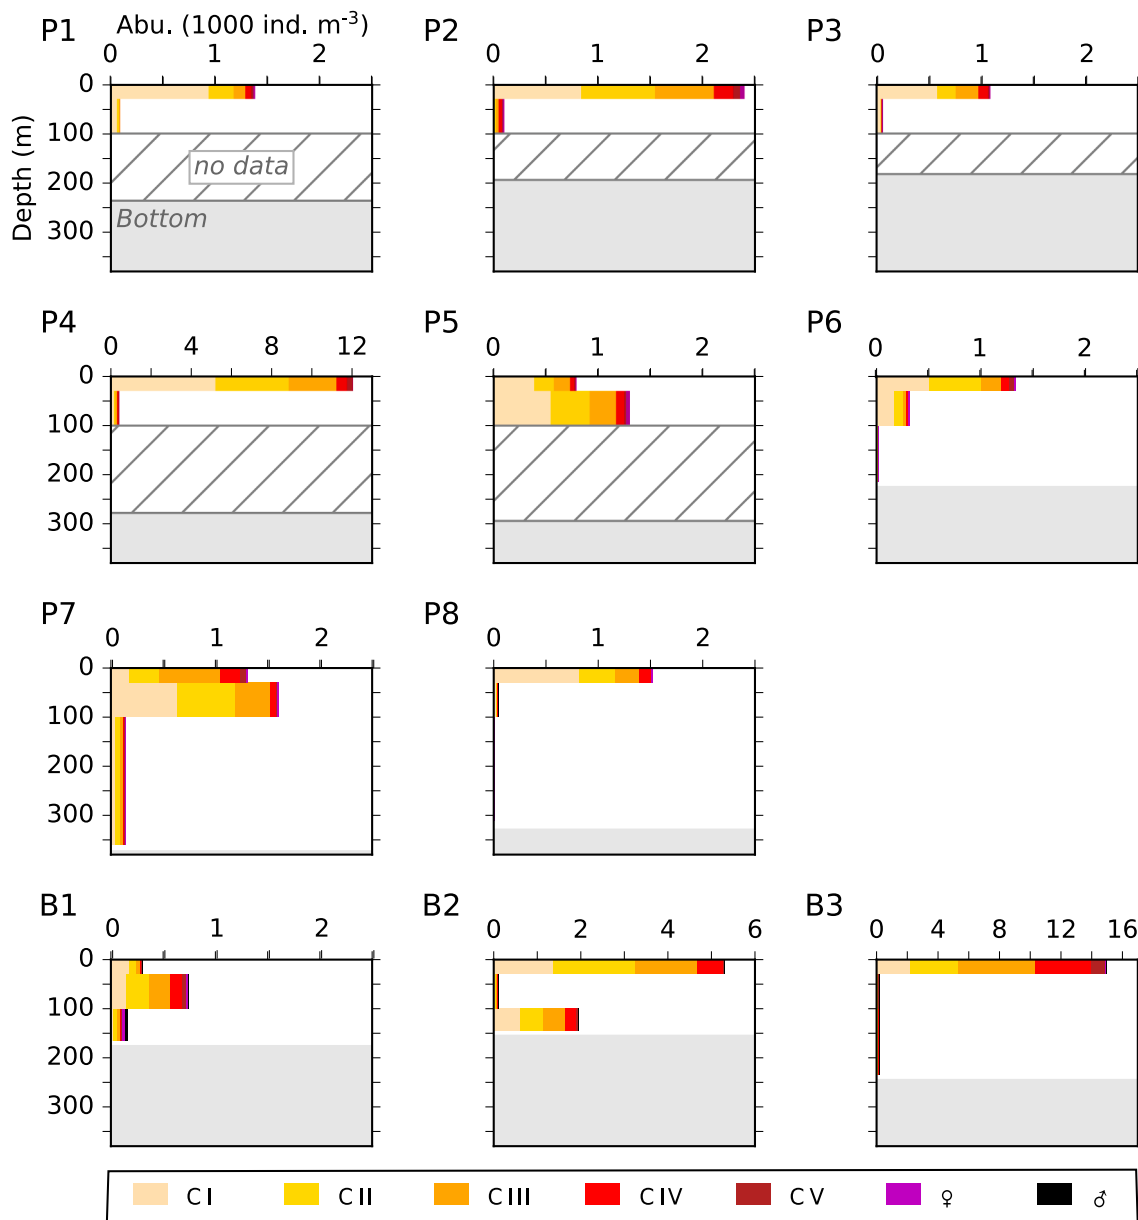 P1 Abu. (1000 ind. m-3) P2 P3
0 1 2 0 1 2 0 1 2
0
100
200
300
Depth (m)
no data
Bottom
P4 P5 P6
0 4 8 12 0 1 2 0 1 2
0
100
200
300
P7 P8
0 1 2 0 1 2
0
100
200
300
B1 B2 B3
0 1 2 0 2 4 6 0 4 8 12 16
0
100
200
300
C I C II C III C IV C V ♀ ♂